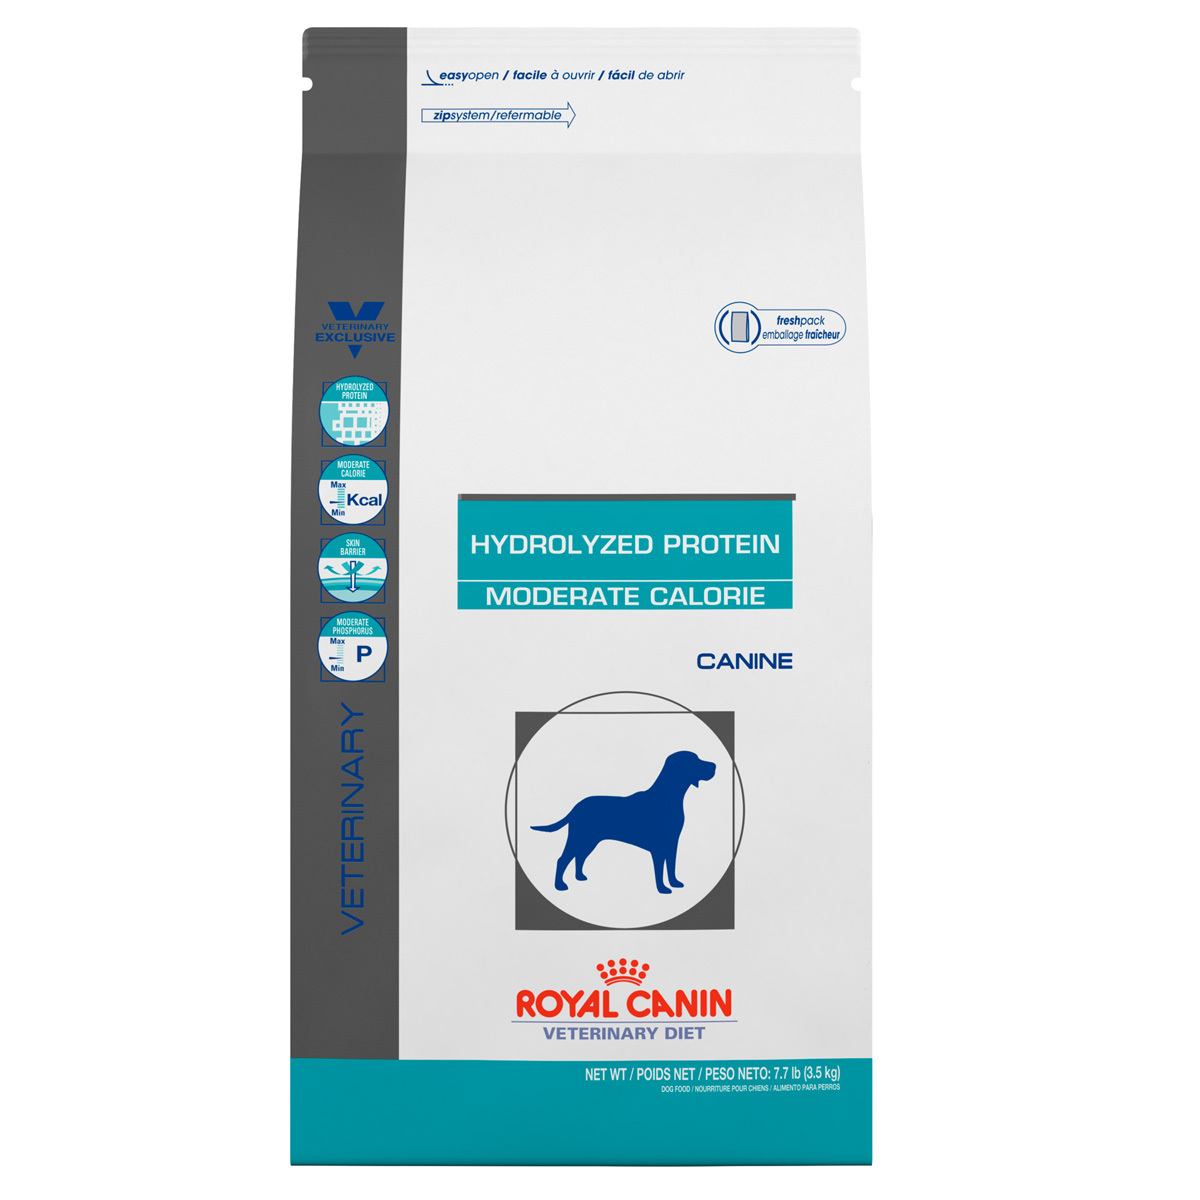 easyopen / facile à ouvrir / fácil de abrir
zipsystem/refermable
freshpack
emballage fraîcheur
VETERINARY
EXCLUSIVE
HYDROLYZED
PROTEIN
MODERATE
CALORIE
Max
Kcal
Min
SKIN
BARRIER
MODERATE
PHOSPHORUS
Max
P
Min
VETERINARY
HYDROLYZED PROTEIN
MODERATE CALORIE
CANINE
ROYAL CANIN
VETERINARY DIET
NET WT / POIDS NET / PESO NETO: 7.7 lb (3.5 kg)
DOG FOOD / NOURRITURE POUR CHIENS / ALIMENTO PARA PERROS